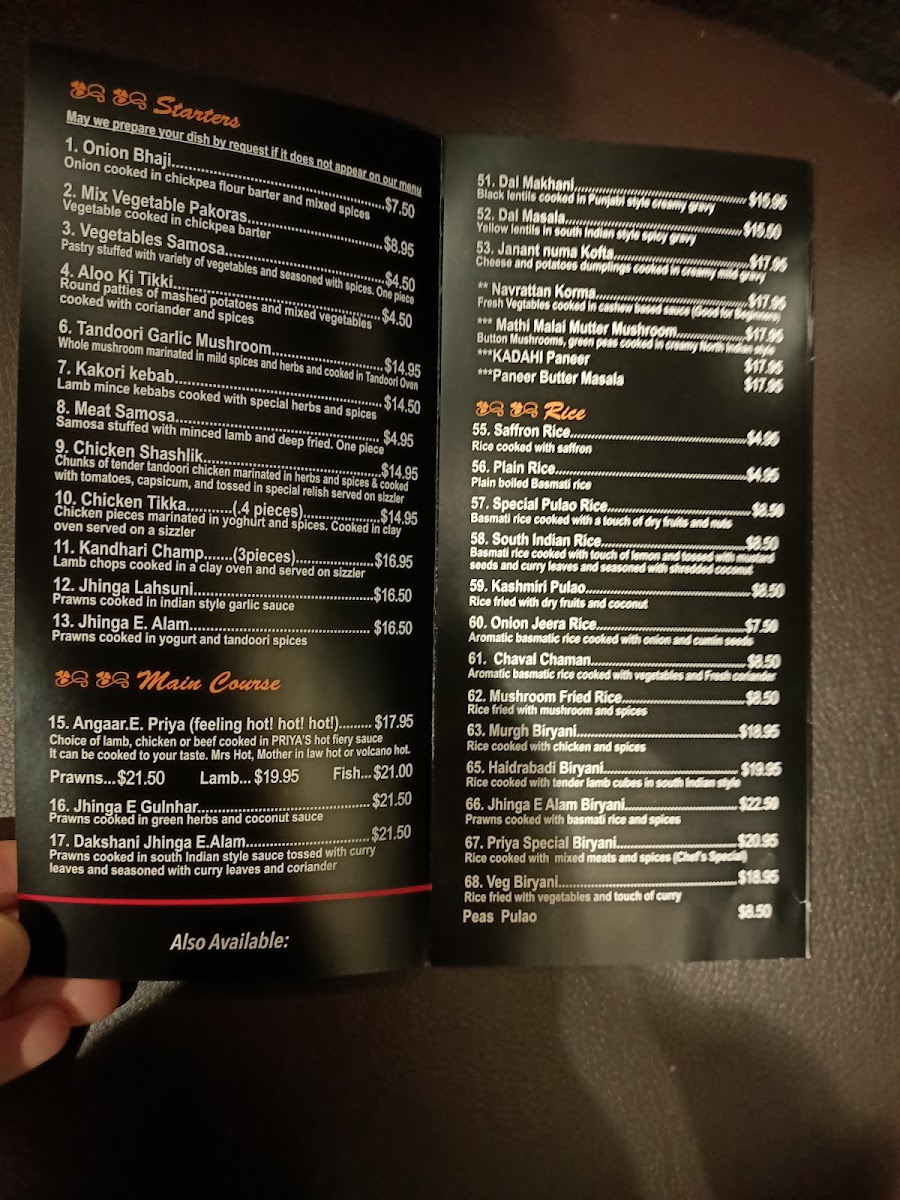 Starters
May we prepare your dish by request if it does not appear on our menu
1. Onion Bhaji........................................$7.50
Onion cooked in chickpea flour barter and mixed spices
2. Mix Vegetable Pakoras..............................$8.95
Vegetable cooked in chickpea barter
3. Vegetables Samosa..................................$4.50
Pastry stuffed with variety of vegetables and seasoned with spices. One piece
4. Aloo Ki Tikki......................................$4.50
Round patties of mashed potatoes and mixed vegetables
cooked with coriander and spices
6. Tandoori Garlic Mushroom...........................$14.95
Whole mushroom marinated in mild spices and herbs and cooked in Tandoori Oven
7. Kakori kebab.......................................$14.50
Lamb mince kebabs cooked with special herbs and spices
8. Meat Samosa........................................$4.95
Samosa stuffed with minced lamb and deep fried. One piece
9. Chicken Shashlik...................................$14.95
Chunks of tender tandoori chicken marinated in herbs and spices & cooked
with tomatoes, capsicum, and tossed in special relish served on sizzler
10. Chicken Tikka..........(.4 pieces)................$14.95
Chicken pieces marinated in yoghurt and spices. Cooked in clay
oven served on a sizzler
11. Kandhari Champ.......(3pieces)....................$16.95
Lamb chops cooked in a clay oven and served on sizzler
12. Jhinga Lahsuni....................................$16.50
Prawns cooked in indian style garlic sauce
13. Jhinga E. Alam....................................$16.50
Prawns cooked in yogurt and tandoori spices
Main Course
15. Angaar.E. Priya (feeling hot! hot! hot!).........$17.95
Choice of lamb, chicken or beef cooked in PRIYA'S hot fiery sauce
It can be cooked to your taste. Mrs Hot, Mother in law hot or volcano hot.
Prawns...$21.50 Lamb...$19.95 Fish...$21.00
16. Jhinga E Gulnhar..................................$21.50
Prawns cooked in green herbs and coconut sauce
17. Dakshani Jhinga E.Alam............................$21.50
Prawns cooked in south Indian style sauce tossed with curry
leaves and seasoned with curry leaves and coriander
Also Available:
51. Dal Makhani.......................................$15.95
Black lentils cooked in Punjabi style creamy gravy
52. Dal Masala........................................$15.50
Yellow lentils in south Indian style spicy gravy
53. Janant numa Kofta.................................$17.95
Cheese and potatoes dumplings cooked in creamy mild gravy
** Navrattan Korma....................................$17.95
Fresh Vegtables cooked in cashew based sauce (Good for Beginners)
*** Mathi Malai Mutter Mushroom.......................$17.95
Button Mushrooms, green peas cooked in creamy North Indian style
***KADAHI Paneer $17.95
***Paneer Butter Masala $17.95
Rice
55. Saffron Rice......................................$4.95
Rice cooked with saffron
56. Plain Rice........................................$4.95
Plain boiled Basmati rice
57. Special Pulao Rice................................$8.50
Basmati rice cooked with a touch of dry fruits and nuts
58. South Indian Rice.................................$8.50
Basmati rice cooked with touch of lemon and tossed with mustard
seeds and curry leaves and seasoned with shredded coconut
59. Kashmiri Pulao....................................$8.50
Rice fried with dry fruits and coconut
60. Onion Jeera Rice..................................$7.50
Aromatic basmatic rice cooked with onion and cumin seeds
61. Chaval Chaman.....................................$8.50
Aromatic basmatic rice cooked with vegetables and Fresh coriander
62. Mushroom Fried Rice...............................$8.50
Rice fried with mushroom and spices
63. Murgh Biryani.....................................$18.95
Rice cooked with chicken and spices
65. Haidrabadi Biryani................................$19.95
Rice cooked with tender lamb cubes in south Indian style
66. Jhinga E Alam Biryani.............................$22.50
Prawns cooked with basmati rice and spices
67. Priya Special Biryani.............................$20.95
Rice cooked with mixed meats and spices (Chef's Special)
68. Veg Biryani.......................................$18.95
Rice fried with vegetables and touch of curry
Peas Pulao $8.50